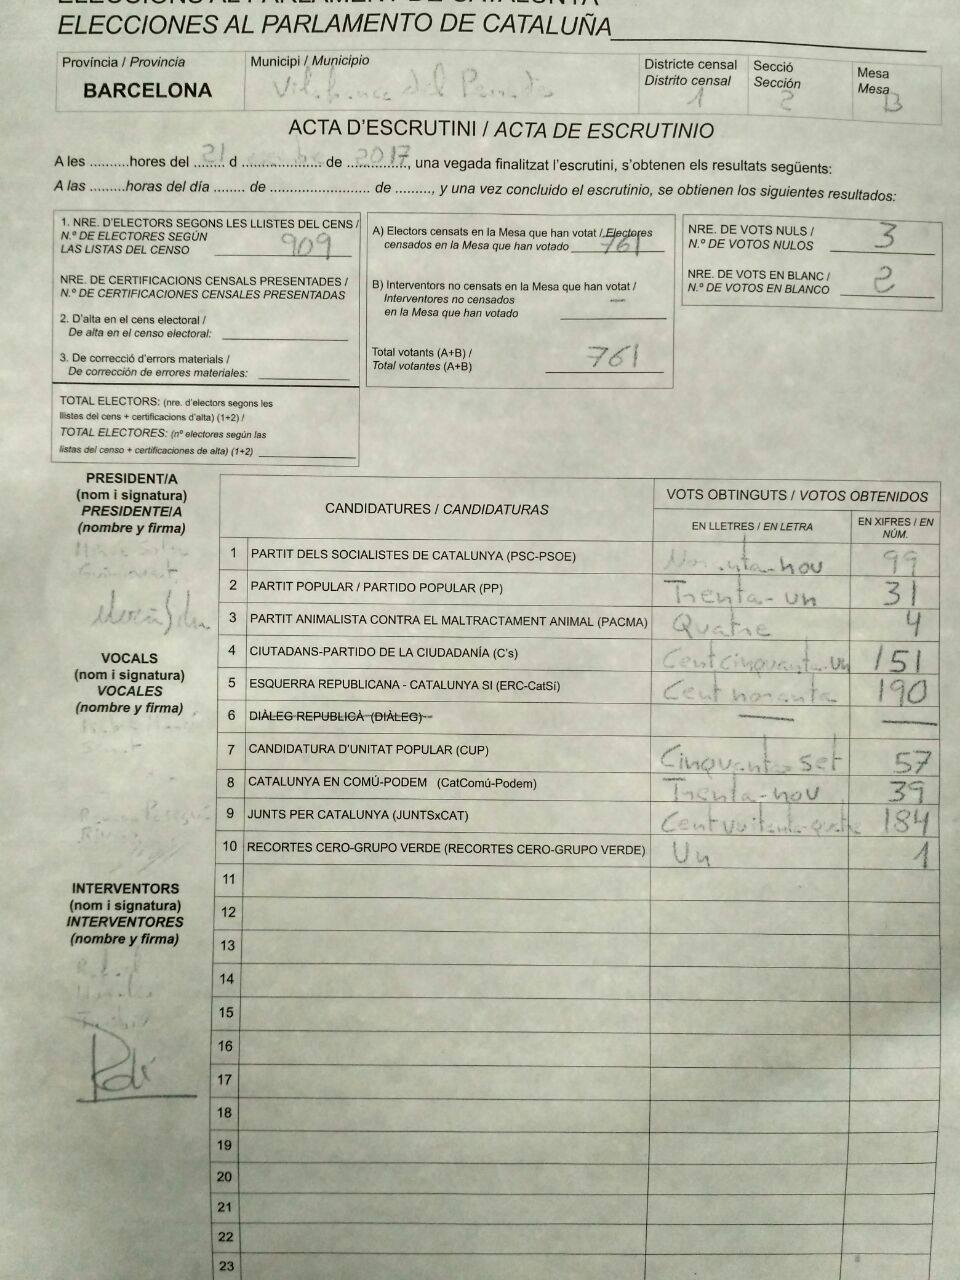 ELECCIONS AL PARLAMENT DE CATALUNYA
ELECCIONES AL PARLAMENTO DE CATALUÑA
Província / Provincia
BARCELONA
Municipi / Municipio
Vilafranca del Penedès
Districte censal
Distrito censal
1
Secció
Sección
2
Mesa
Mesa
B
ACTA D'ESCRUTINI / ACTA DE ESCRUTINIO
A les .........hores del 21 d ........................ de 2017, una vegada finalitzat l'escrutini, s'obtenen els resultats següents:
A las .........horas del día ........ de ......................... de ........., y una vez concluido el escrutinio, se obtienen los siguientes resultados:
1. NRE. D'ELECTORS SEGONS LES LLISTES DEL CENS /
N.º DE ELECTORES SEGÚN
LAS LISTAS DEL CENSO 909
NRE. DE CERTIFICACIONS CENSALS PRESENTADES /
N.º DE CERTIFICACIONES CENSALES PRESENTADAS
2. D'alta en el cens electoral /
De alta en el censo electoral:
3. De correcció d'errors materials /
De corrección de errores materiales:
TOTAL ELECTORS: (nre. d'electors segons les
llistes del cens + certificacions d'alta) (1+2) /
TOTAL ELECTORES: (nº electores según las
listas del censo + certificaciones de alta) (1+2)
A) Electors censats en la Mesa que han votat / Electores
censados en la Mesa que han votado 761
B) Interventors no censats en la Mesa que han votat /
Interventores no censados —
en la Mesa que han votado
Total votants (A+B) /
Total votantes (A+B) 761
NRE. DE VOTS NULS /
N.º DE VOTOS NULOS 3
NRE. DE VOTS EN BLANC /
N.º DE VOTOS EN BLANCO 2
PRESIDENT/A
(nom i signatura)
PRESIDENTE/A
(nombre y firma)
VOCALS
(nom i signatura)
VOCALES
(nombre y firma)
INTERVENTORS
(nom i signatura)
INTERVENTORES
(nombre y firma)
CANDIDATURES / CANDIDATURAS
VOTS OBTINGUTS / VOTOS OBTENIDOS
EN LLETRES / EN LETRA
EN XIFRES / EN NÚM.
1 PARTIT DELS SOCIALISTES DE CATALUNYA (PSC-PSOE) Noranta-nou 99
2 PARTIT POPULAR / PARTIDO POPULAR (PP) Trenta-un 31
3 PARTIT ANIMALISTA CONTRA EL MALTRACTAMENT ANIMAL (PACMA) Quatre 4
4 CIUTADANS-PARTIDO DE LA CIUDADANÍA (C's) Cent cinquanta-un 151
5 ESQUERRA REPUBLICANA - CATALUNYA SI (ERC-CatSí) Cent noranta 190
6 DIÀLEG REPUBLICÀ (DIÀLEG) — —
7 CANDIDATURA D'UNITAT POPULAR (CUP) Cinquanta-set 57
8 CATALUNYA EN COMÚ-PODEM (CatComú-Podem) Trenta-nou 39
9 JUNTS PER CATALUNYA (JUNTSxCAT) Cent vuitanta-quatre 184
10 RECORTES CERO-GRUPO VERDE (RECORTES CERO-GRUPO VERDE) Un 1
11
12
13
14
15
16
17
18
19
20
21
22
23